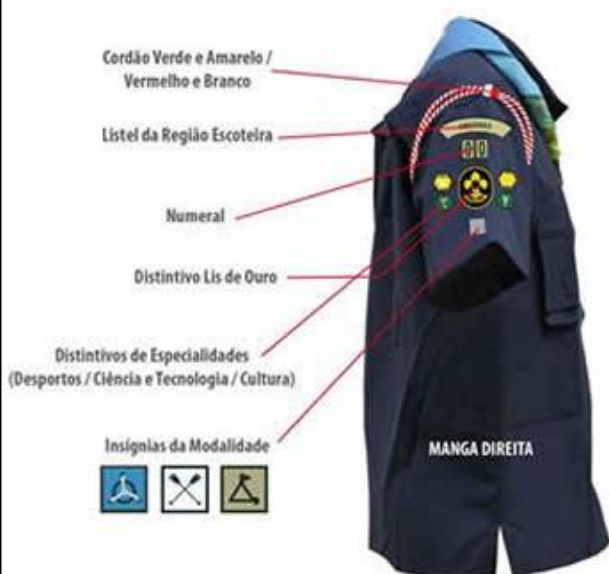 Cordão Verde e Amarelo /
Vermelho e Branco
Listel da Região Escoteira
Numeral
Distintivo Lis de Ouro
Distintivos de Especialidades
(Desportos / Ciência e Tecnologia / Cultura)
Insígnias da Modalidade
MANGA DIREITA